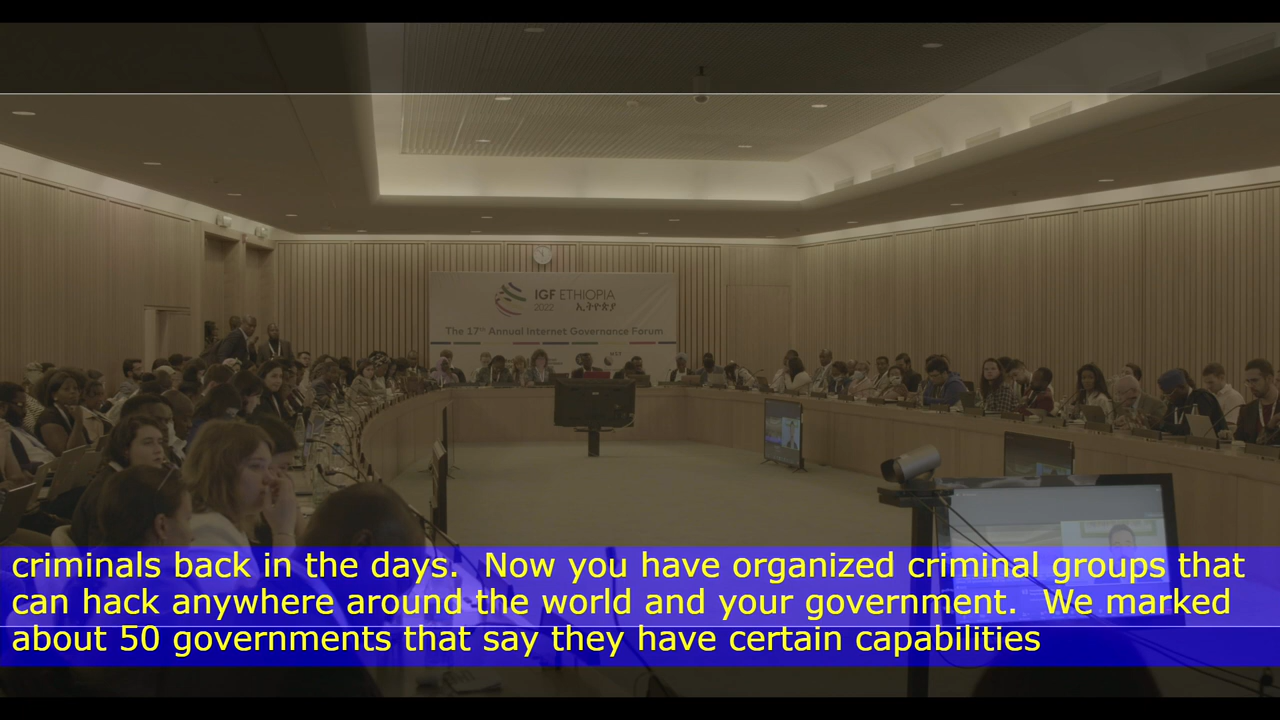 IGF ETHIOPIA
2022 ኢትዮጵያ
The 17th Annual Internet Governance Forum
criminals back in the days.  Now you have organized criminal groups that
can hack anywhere around the world and your government.  We marked
about 50 governments that say they have certain capabilities